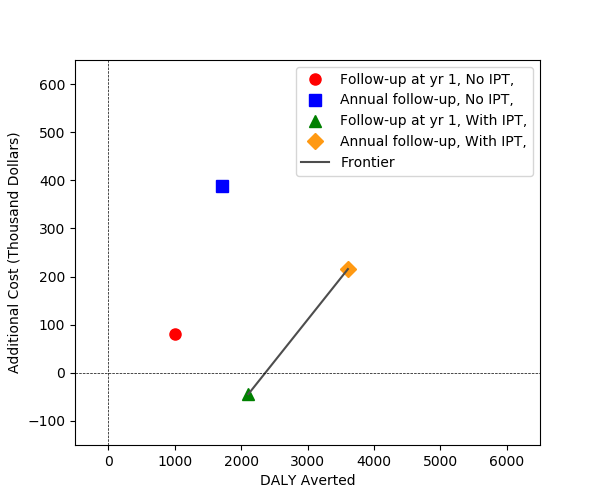 Follow-up at yr 1, No IPT,
Annual follow-up, No IPT,
Follow-up at yr 1, With IPT,
Annual follow-up, With IPT,
Frontier
Additional Cost (Thousand Dollars)
600
500
400
300
200
100
0
−100
0 1000 2000 3000 4000 5000 6000
DALY Averted